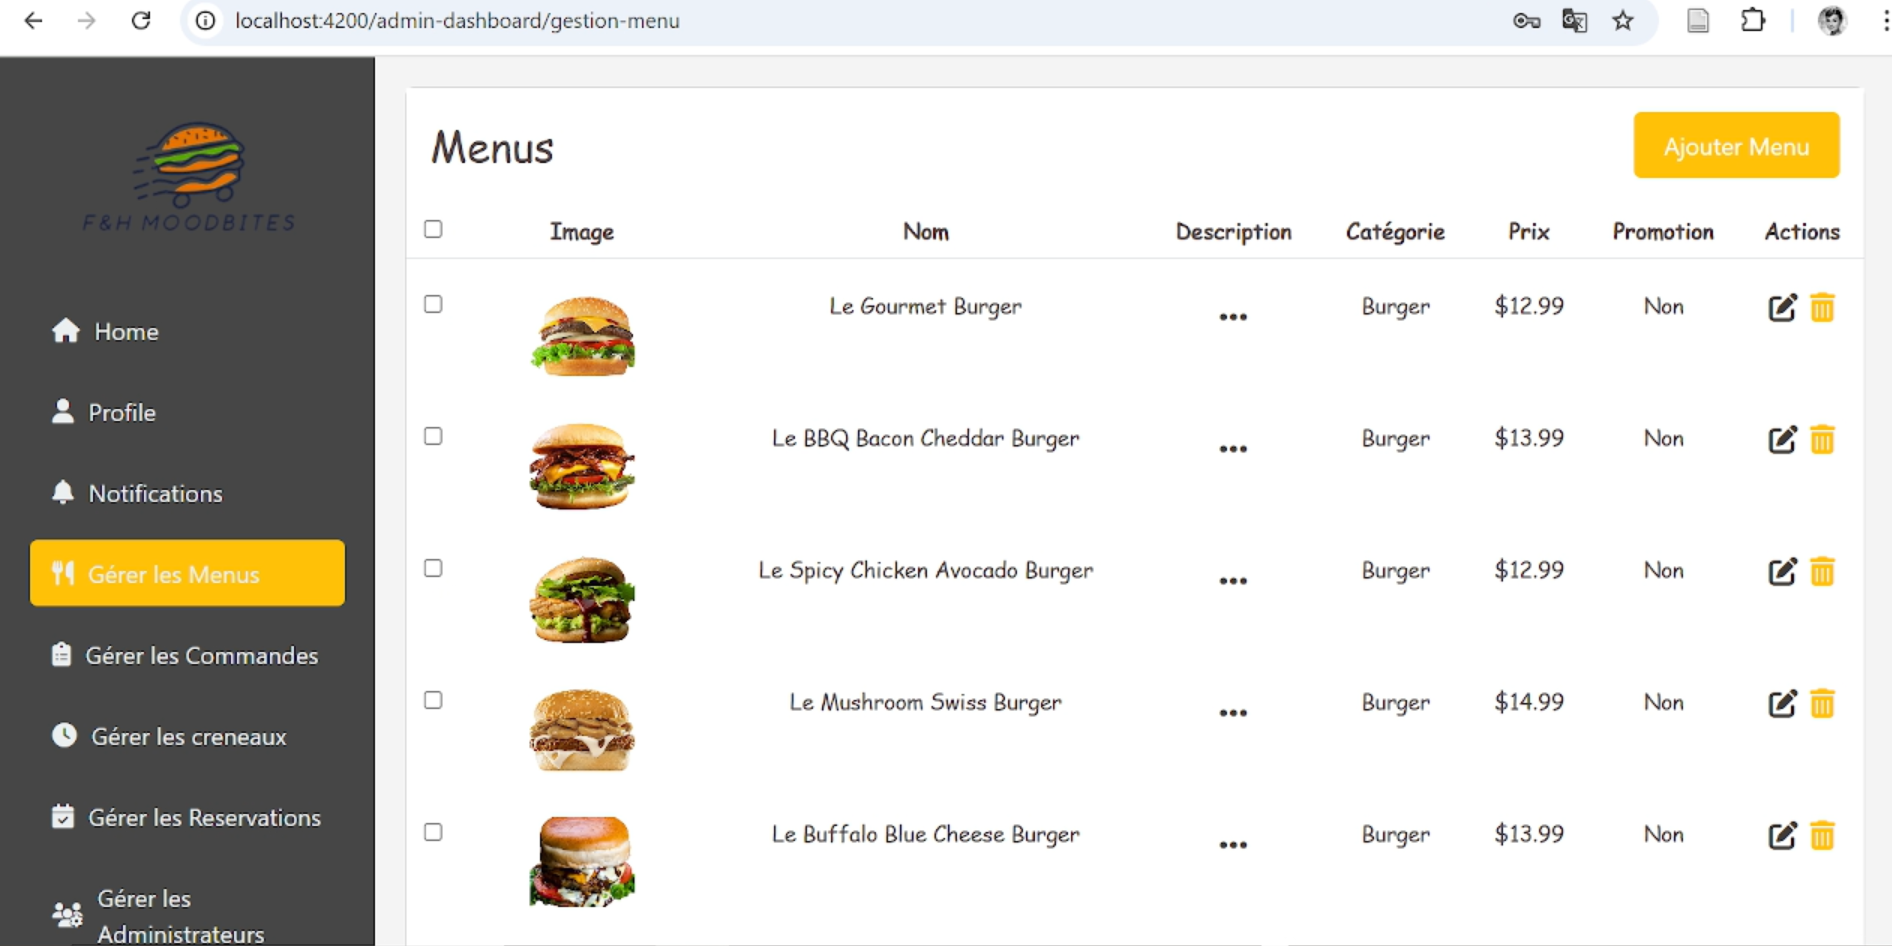 localhost:4200/admin-dashboard/gestion-menu
F&H MOODBITES
Home
Profile
Notifications
Gérer les Menus
Gérer les Commandes
Gérer les creneaux
Gérer les Reservations
Gérer les
Administrateurs
Menus
Ajouter Menu
Image Nom Description Catégorie Prix Promotion Actions
Le Gourmet Burger ... Burger $12.99 Non
Le BBQ Bacon Cheddar Burger ... Burger $13.99 Non
Le Spicy Chicken Avocado Burger ... Burger $12.99 Non
Le Mushroom Swiss Burger ... Burger $14.99 Non
Le Buffalo Blue Cheese Burger ... Burger $13.99 Non